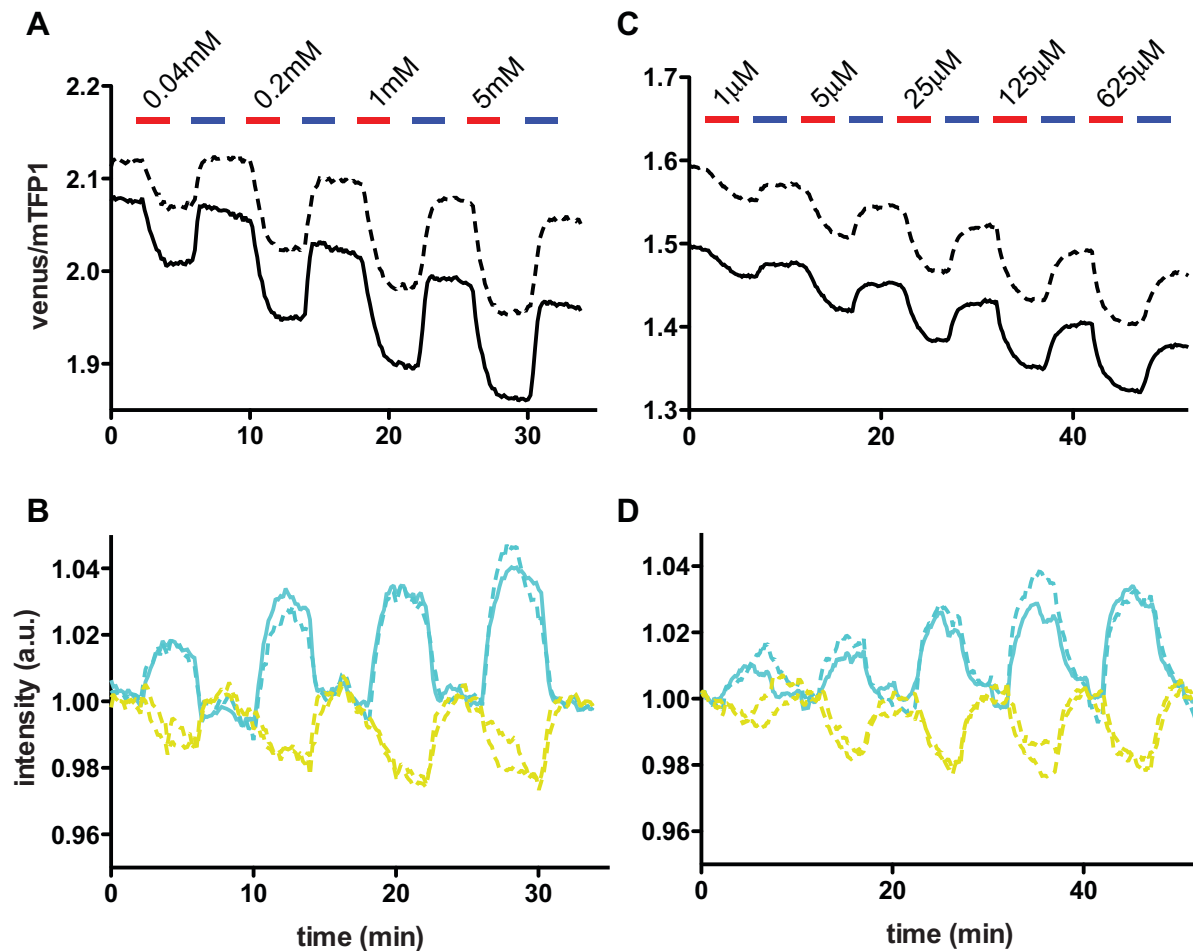 A
0.04mM 0.2mM 1mM 5mM
2.2
2.1
2.0
1.9
venus/mTFP1
0 10 20 30
C
1µM 5µM 25µM 125µM 625µM
1.7
1.6
1.5
1.4
1.3
0 20 40
B
1.04
1.02
1.00
0.98
0.96
intensity (a.u.)
0 10 20 30
time (min)
D
1.04
1.02
1.00
0.98
0.96
0 20 40
time (min)